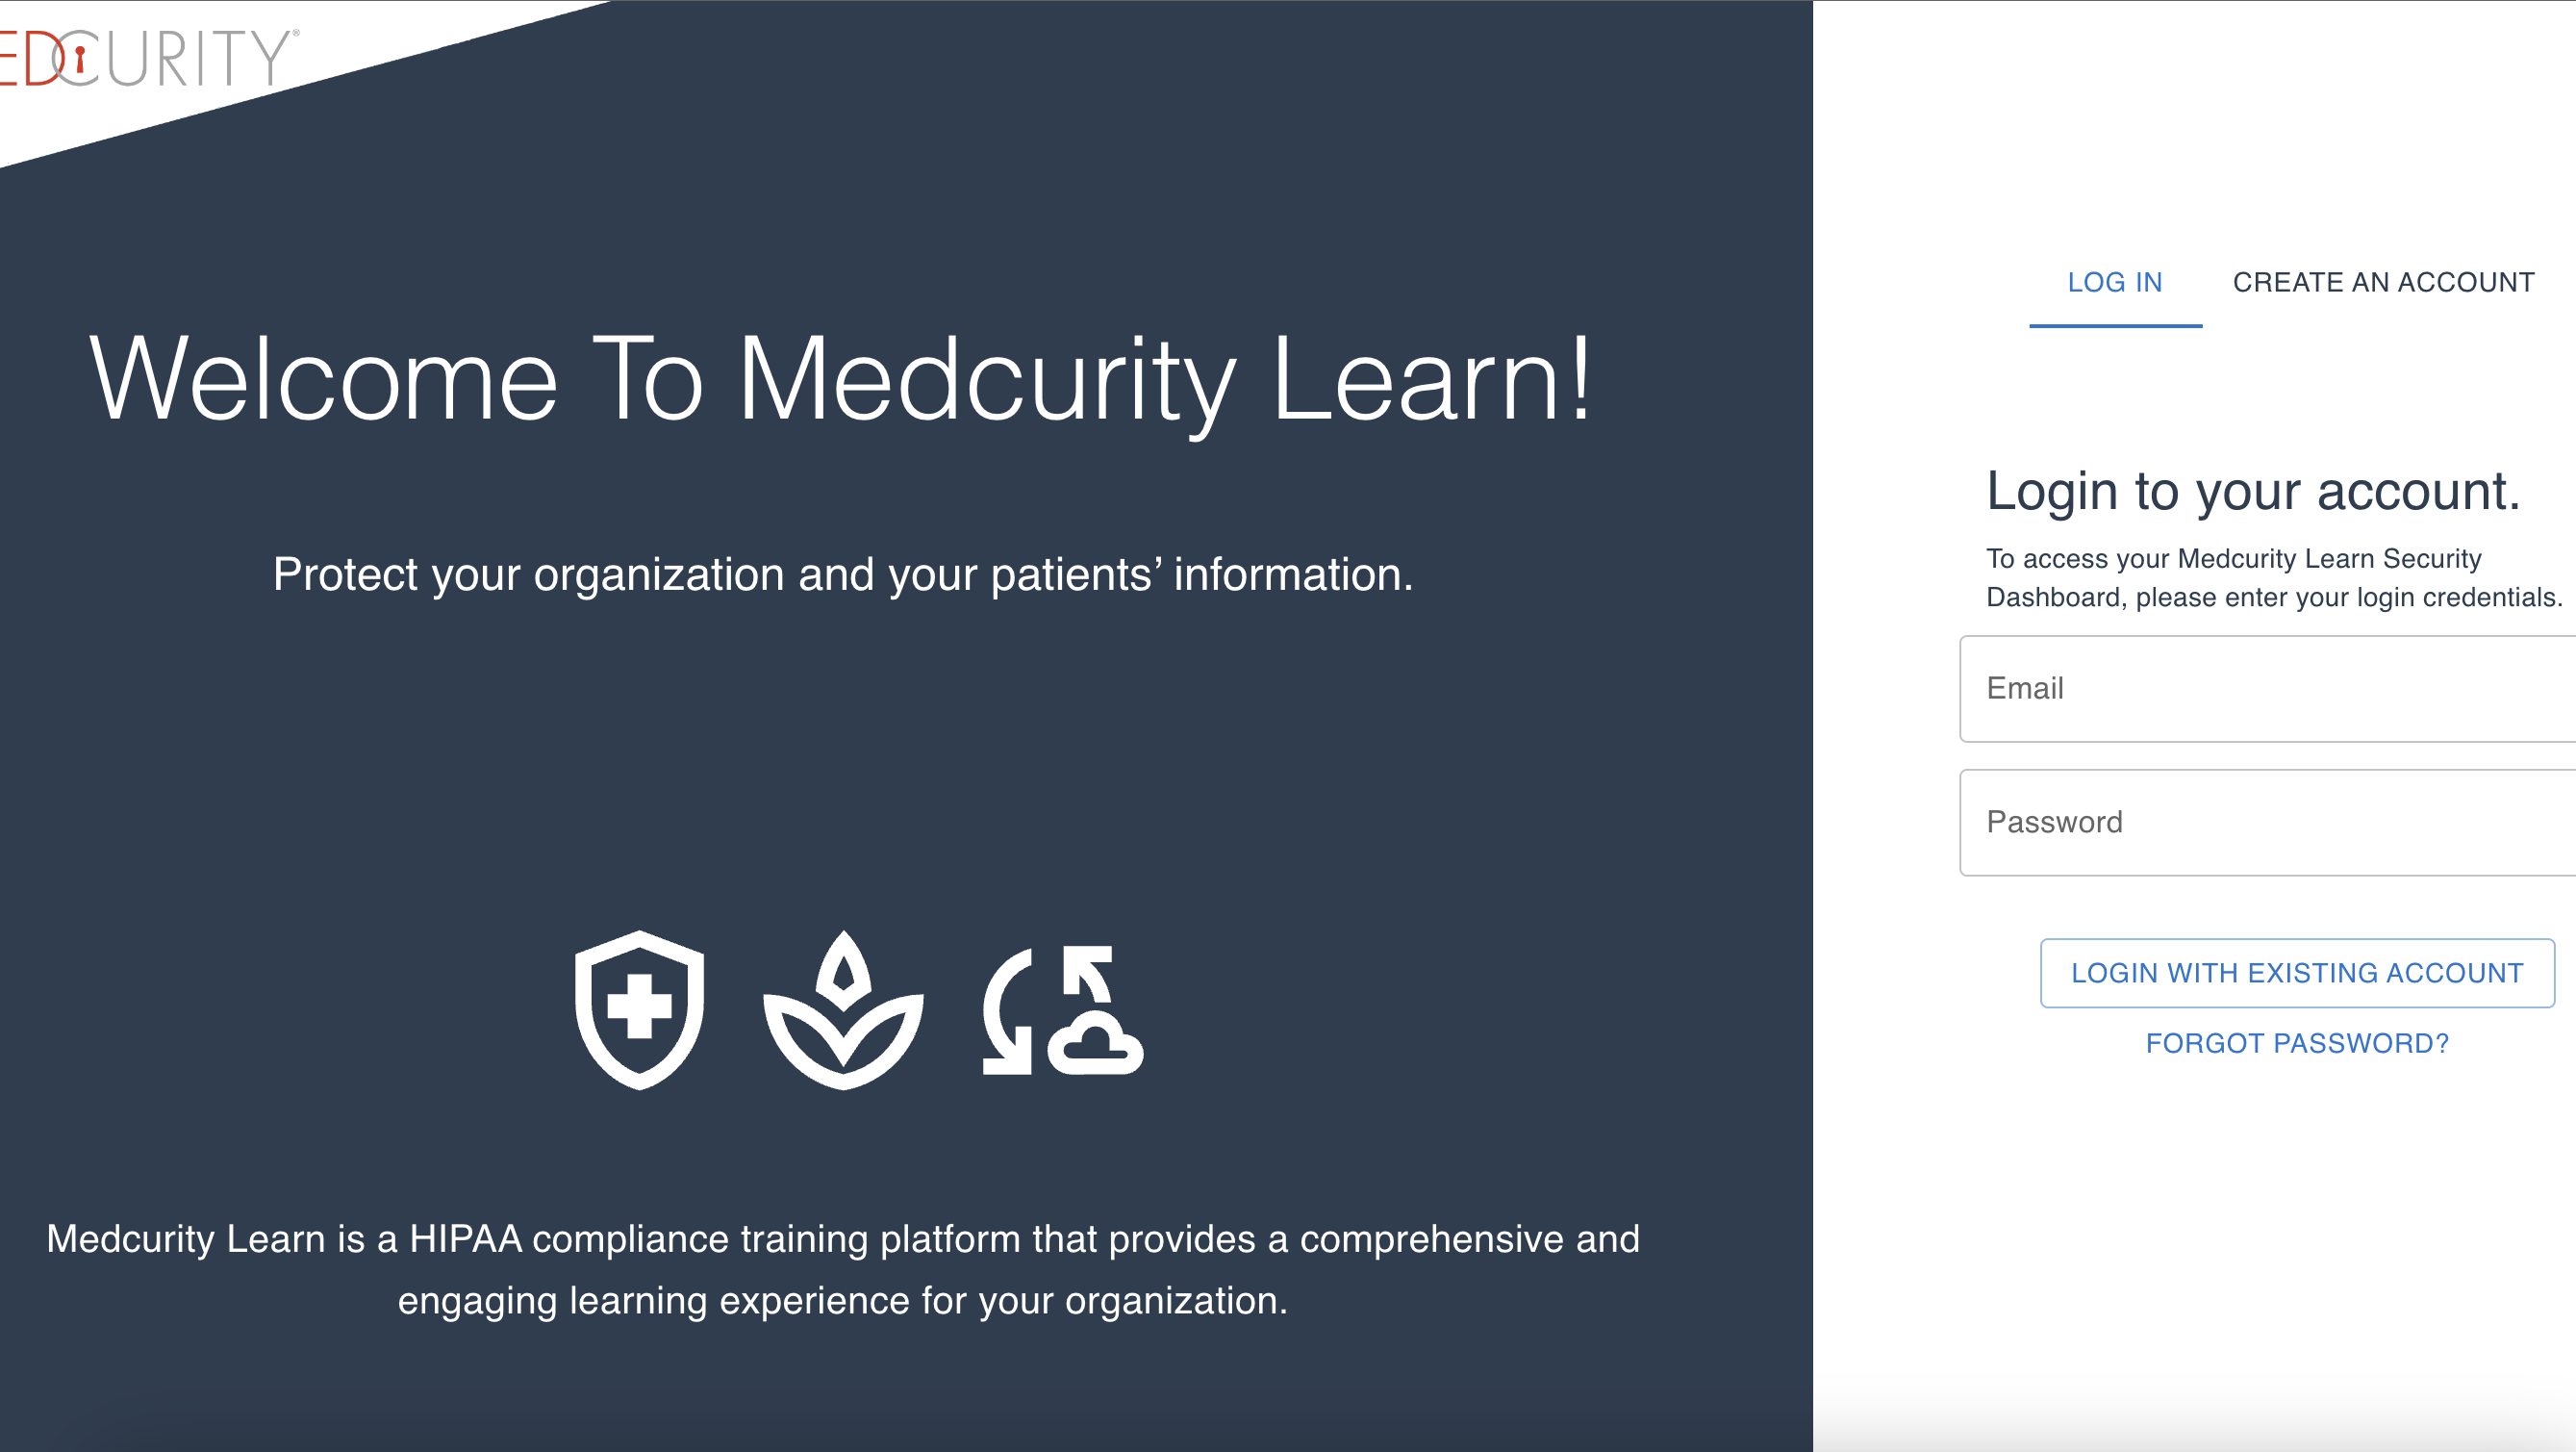 EDCURITY®
Welcome To Medcurity Learn!
Protect your organization and your patients’ information.
Medcurity Learn is a HIPAA compliance training platform that provides a comprehensive and
engaging learning experience for your organization.
LOG IN
CREATE AN ACCOUNT
Login to your account.
To access your Medcurity Learn Security
Dashboard, please enter your login credentials.
Email
Password
LOGIN WITH EXISTING ACCOUNT
FORGOT PASSWORD?